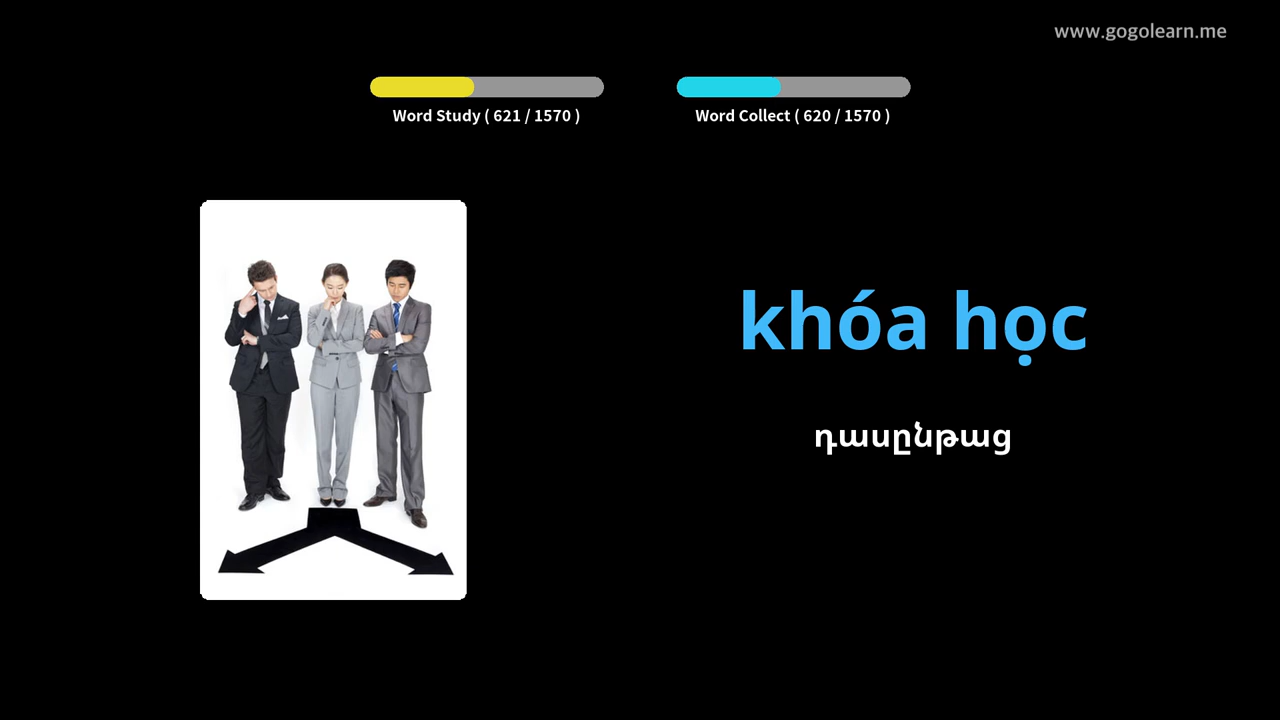 www.gogolearn.me
Word Study ( 621 / 1570 )
Word Collect ( 620 / 1570 )
khóa học
դասընթաց